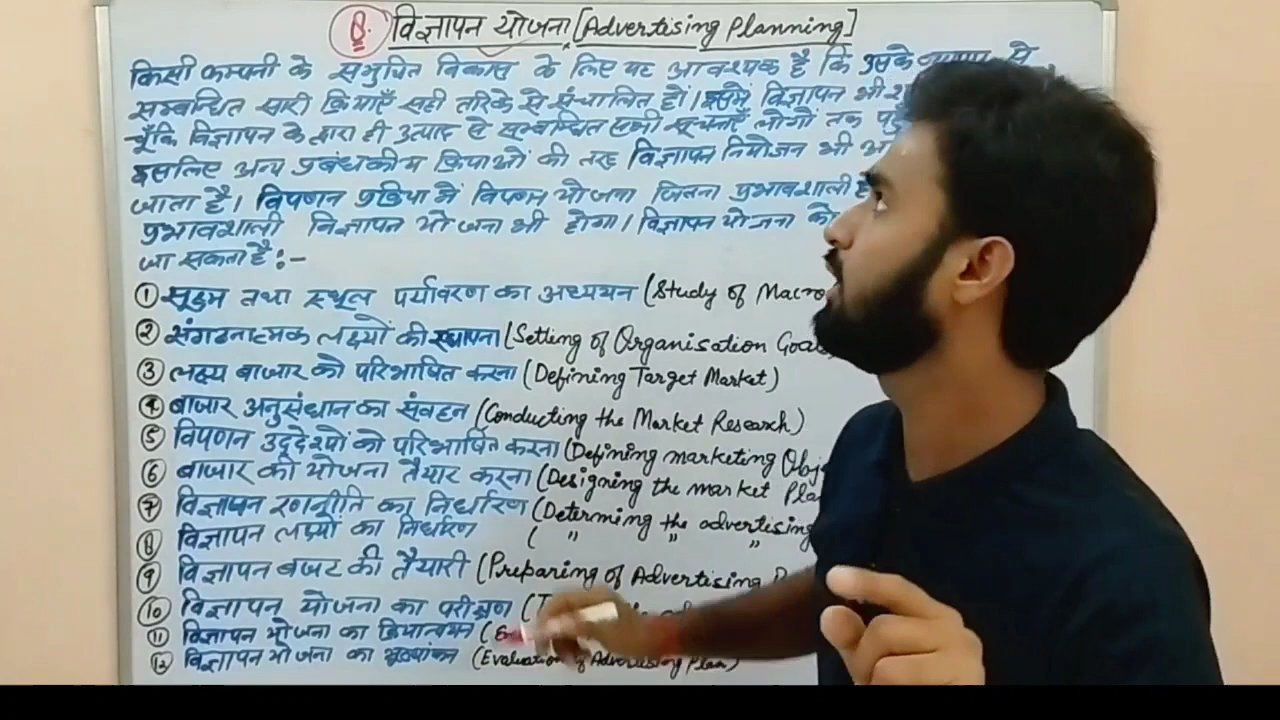 Q. विज्ञापन योजना [Advertising Planning]
किसी कम्पनी के समुचित विकास के लिए यह आवश्यक है कि उसके व्यापार से
सम्बन्धित सारी क्रियाएँ सही तरिके से संचालित हों। इसमें विज्ञापन भी
चूँकि विज्ञापन के द्वारा ही उत्पाद से सम्बन्धित सभी सूचनाएँ लोगों तक
इसलिए अन्य प्रबंधकीय क्रियाओं की तरह विज्ञापन नियोजन भी
जाता है। विपणन प्रक्रिया में विपणन योजना जितना प्रभावशाली
प्रभावशाली विज्ञापन योजना भी होगा। विज्ञापन योजना को
जा सकता है :-
① सूक्ष्म तथा स्थूल पर्यावरण का अध्ययन (Study of Macro
② संगठनात्मक लक्ष्यों की स्थापना (Setting of Organisation Goals
③ लक्ष्य बाजार को परिभाषित करना (Defining Target Market)
④ बाजार अनुसंधान का संवहन (Conducting the Market Research)
⑤ विपणन उद्देश्यों को परिभाषित करना (Defining marketing
⑥ बाजार की योजना तैयार करना (Designing the market
⑦ विज्ञापन रणनीति का निर्धारण (Determing the advertising
⑧ विज्ञापन लक्ष्यों का निर्धारण ( " " "
⑨ विज्ञापन बजट की तैयारी (Preparing of Advertising
⑩ विज्ञापन योजना का परीक्षण (
⑪ विज्ञापन योजना का क्रियान्वयन (
⑫ विज्ञापन योजना का मूल्यांकन (Evaluation of Advertising Plan)